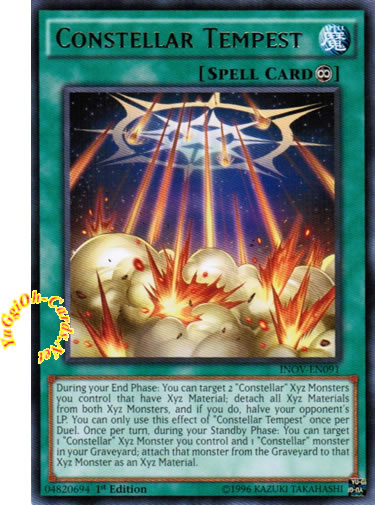 CONSTELLAR TEMPEST
[SPELL CARD]
YuGgiOh-Cards.Net
INOV-EN091
During your End Phase: You can target 2 "Constellar" Xyz Monsters
you control that have Xyz Material; detach all Xyz Materials
from both Xyz Monsters, and if you do, halve your opponent's
LP. You can only use this effect of "Constellar Tempest" once per
Duel. Once per turn, during your Standby Phase: You can target
1 "Constellar" Xyz Monster you control and 1 "Constellar" monster
in your Graveyard; attach that monster from the Graveyard to that
Xyz Monster as an Xyz Material.
04820694 1st Edition ©1996 KAZUKI TAKAHASHI